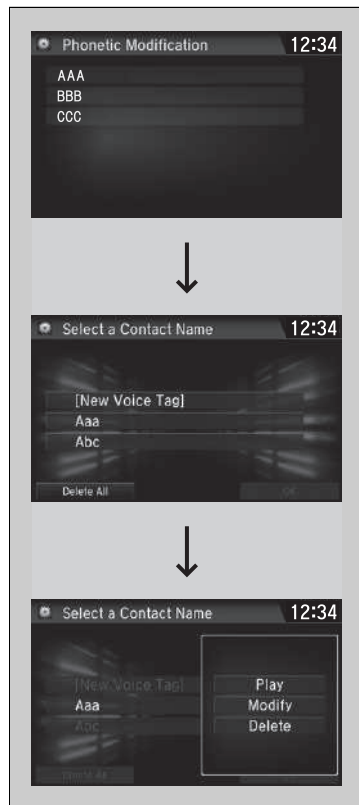 Phonetic Modification 12:34
AAA
BBB
CCC
Select a Contact Name 12:34
[New Voice Tag]
Aaa
Abc
Delete All OK
Select a Contact Name 12:34
[New Voice Tag]
Play
Aaa
Modify
Abc
Delete
Delete All